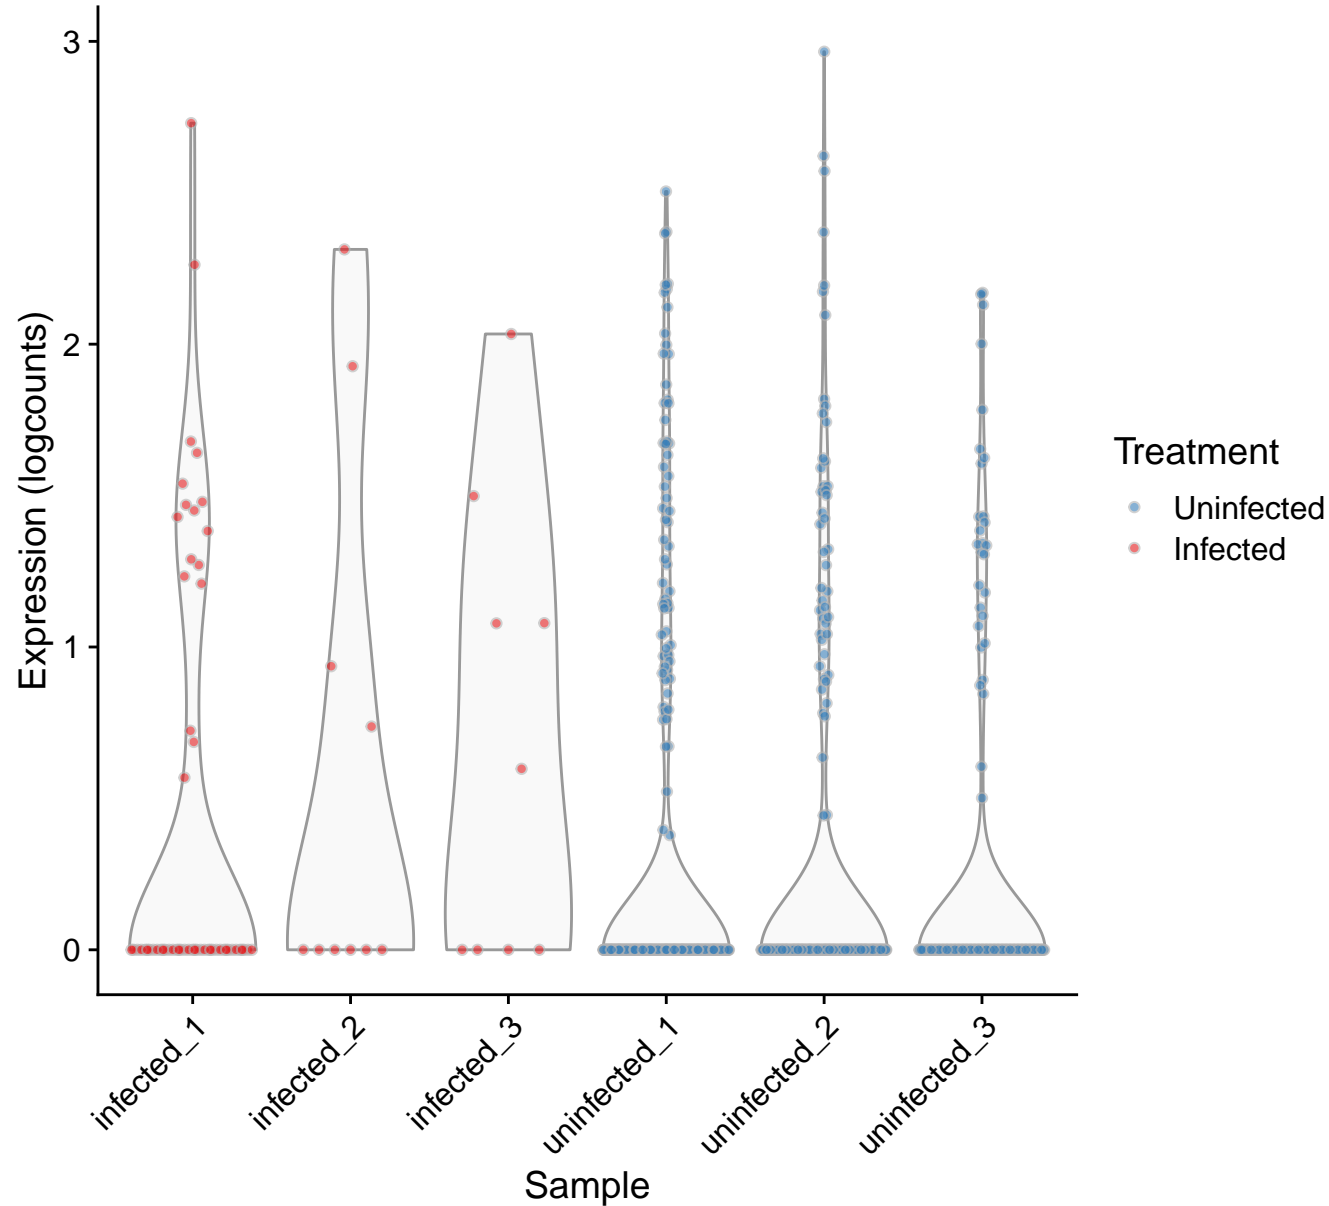 3
2
1
0
Expression (logcounts)
infected_1
infected_2
infected_3
uninfected_1
uninfected_2
uninfected_3
Sample
Treatment
Uninfected
Infected